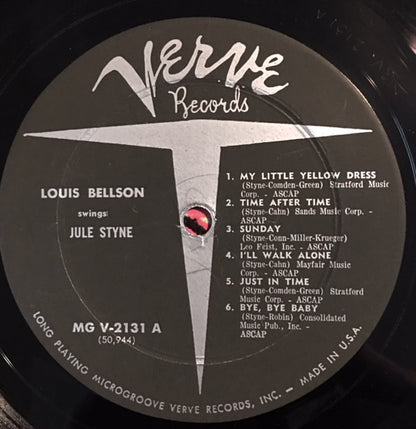 Verve
Records
LOUIS BELLSON
swings
JULE STYNE
MG V-2131 A
(50,944)
1. MY LITTLE YELLOW DRESS
(Styne-Comden-Green) Stratford Music
Corp. - ASCAP
2. TIME AFTER TIME
(Styne-Cahn) Sands Music Corp. -
ASCAP
3. SUNDAY
(Styne-Conn-Miller-Krueger)
Leo Feist, Inc. - ASCAP
4. I'LL WALK ALONE
(Styne-Cahn) Mayfair Music
Corp. - ASCAP
5. JUST IN TIME
(Styne-Comden-Green) Stratford
Music Corp. - ASCAP
6. BYE, BYE BABY
(Styne-Robin) Consolidated
Music Pub., Inc. -
ASCAP
LONG PLAYING MICROGROOVE VERVE RECORDS, INC. - MADE IN U.S.A.